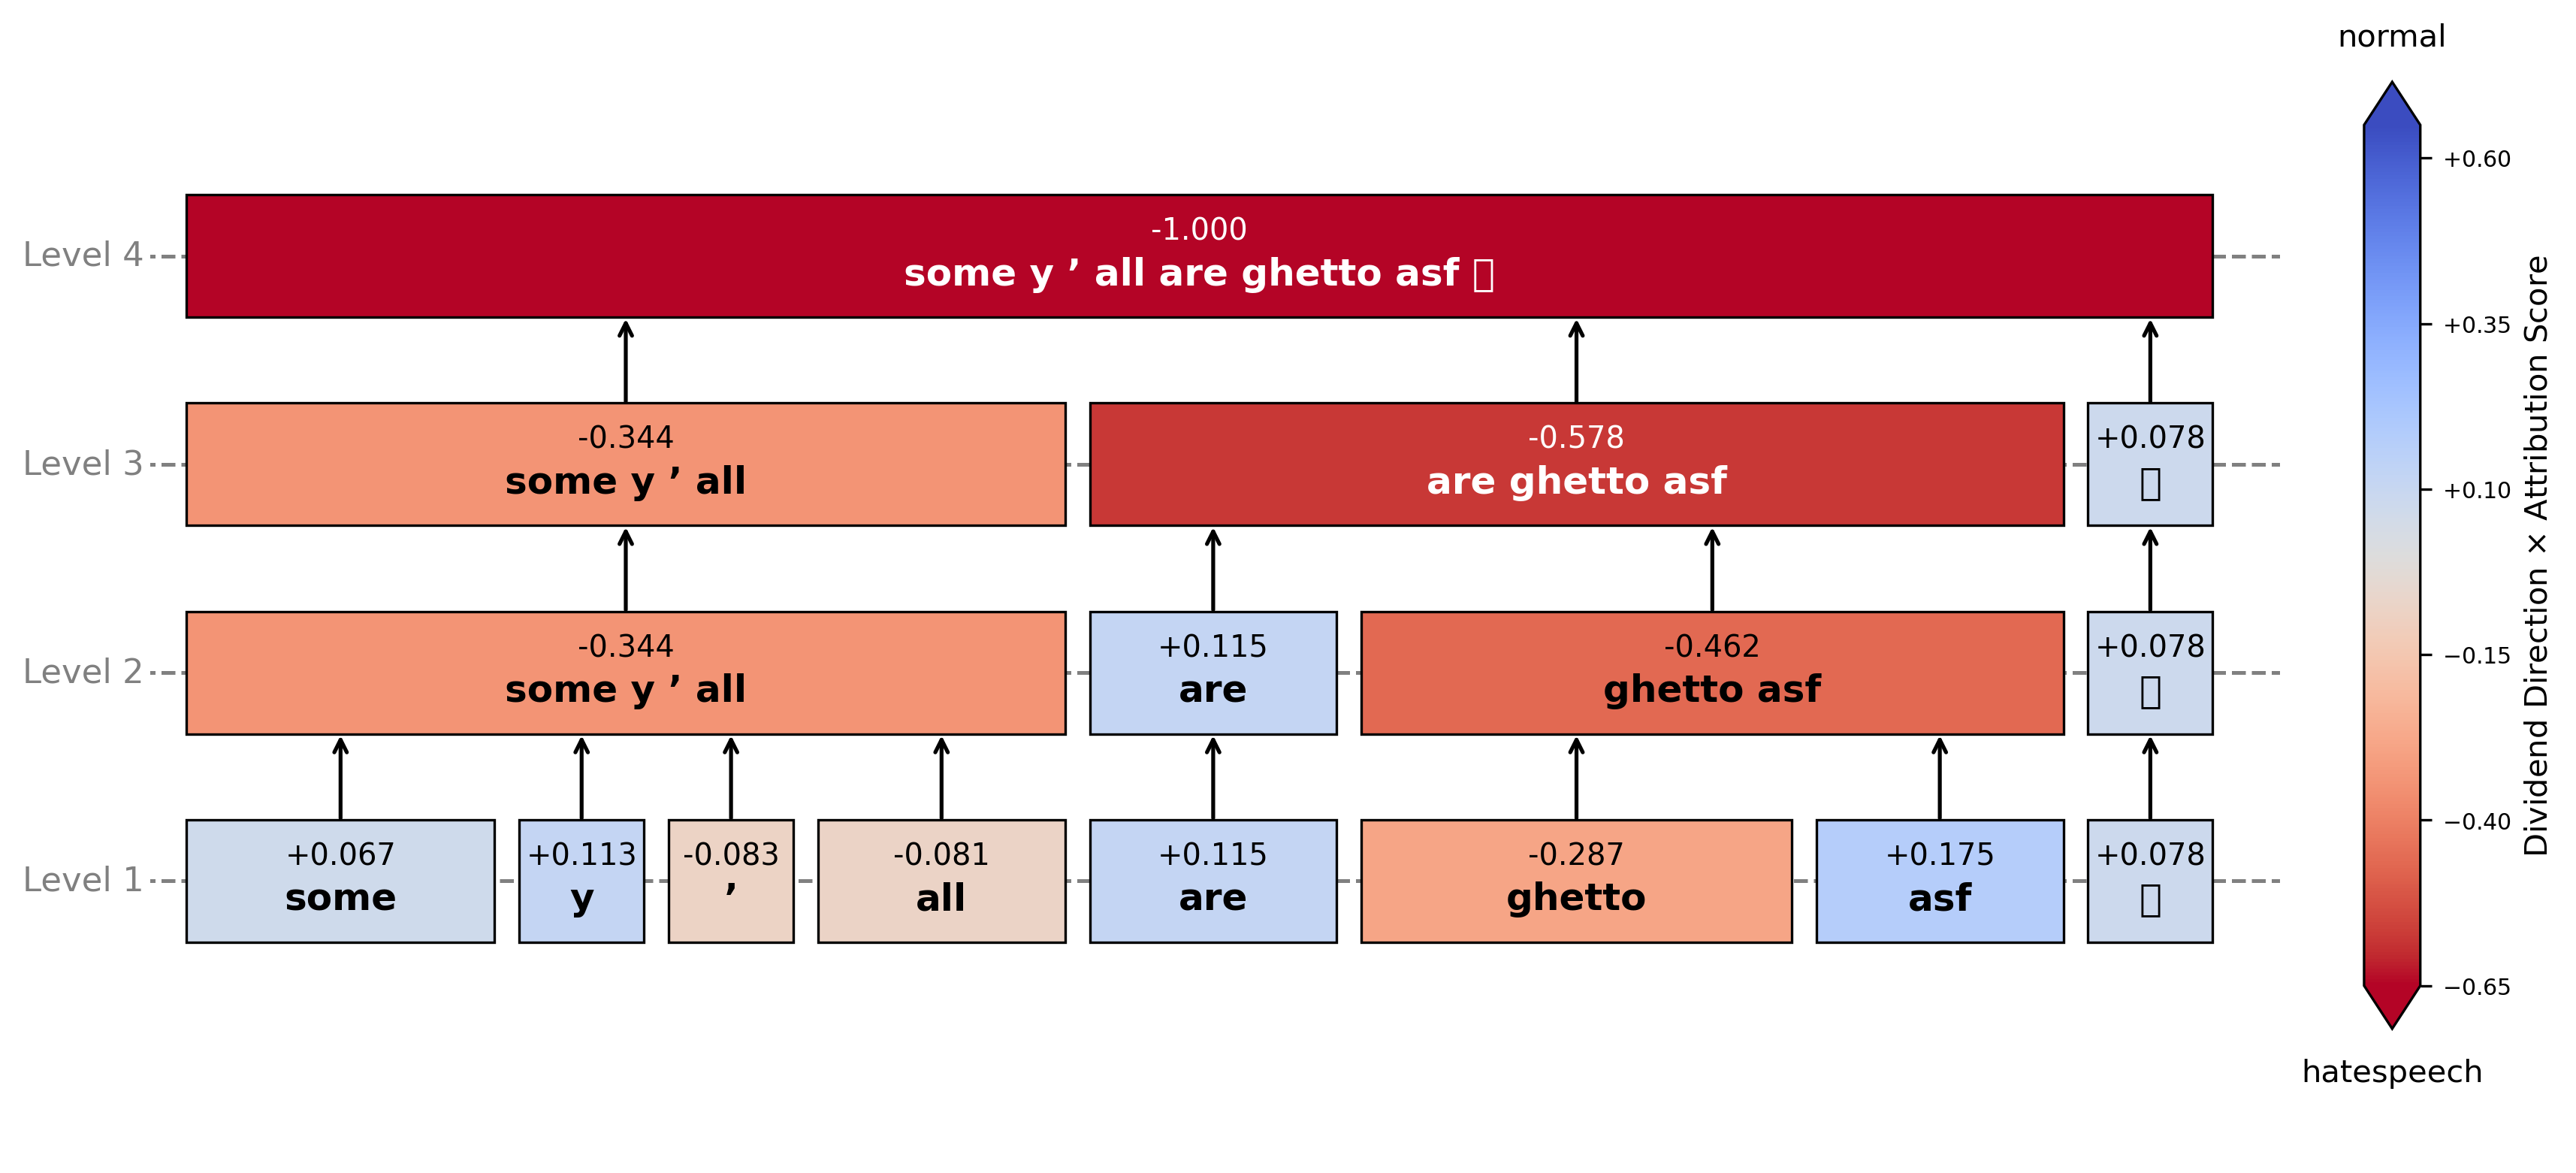 normal
Level 4
-1.000
some y ’ all are ghetto asf
Level 3
-0.344
some y ’ all
-0.578
are ghetto asf
+0.078
Level 2
-0.344
some y ’ all
+0.115
are
-0.462
ghetto asf
+0.078
Level 1
+0.067
some
+0.113
y
-0.083
’
-0.081
all
+0.115
are
-0.287
ghetto
+0.175
asf
+0.078
+0.60
+0.35
+0.10
−0.15
−0.40
−0.65
Dividend Direction × Attribution Score
hatespeech